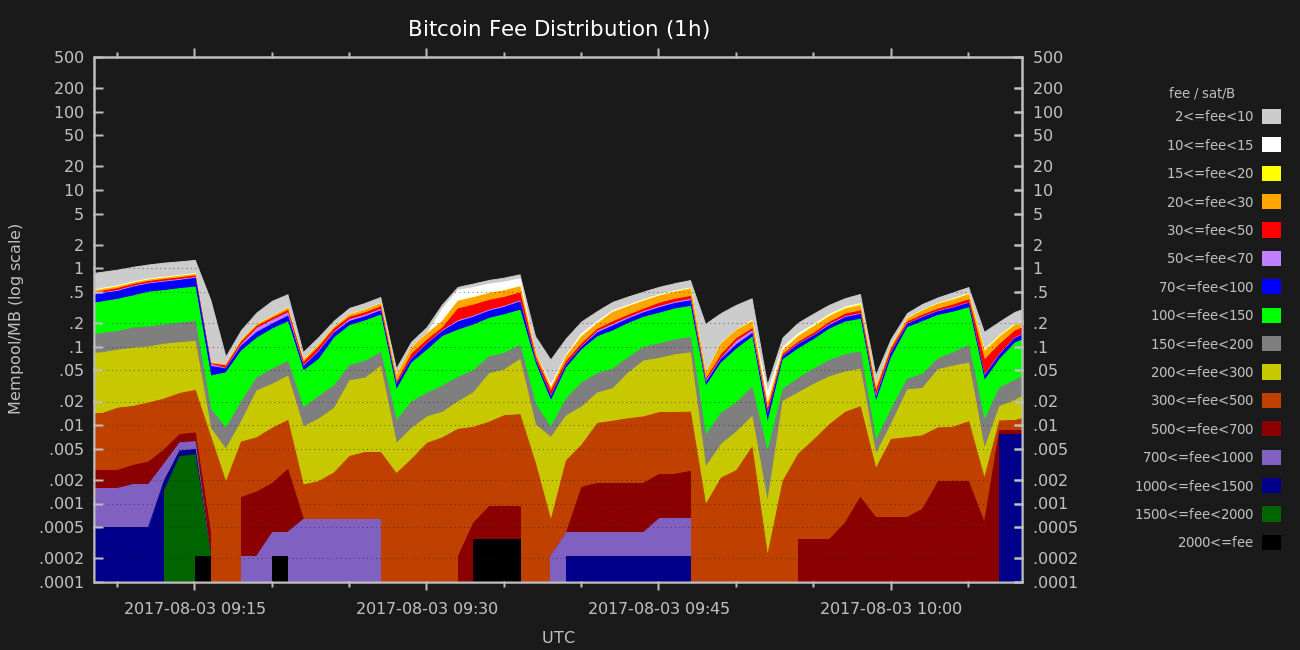 Bitcoin Fee Distribution (1h)
Mempool/MB (log scale)
500
200
100
50
20
10
5
2
1
.5
.2
.1
.05
.02
.01
.005
.002
.001
.0005
.0002
.0001
500
200
100
50
20
10
5
2
1
.5
.2
.1
.05
.02
.01
.005
.002
.001
.0005
.0002
.0001
2017-08-03 09:15
2017-08-03 09:30
2017-08-03 09:45
2017-08-03 10:00
UTC
fee / sat/B
2<=fee<10
10<=fee<15
15<=fee<20
20<=fee<30
30<=fee<50
50<=fee<70
70<=fee<100
100<=fee<150
150<=fee<200
200<=fee<300
300<=fee<500
500<=fee<700
700<=fee<1000
1000<=fee<1500
1500<=fee<2000
2000<=fee